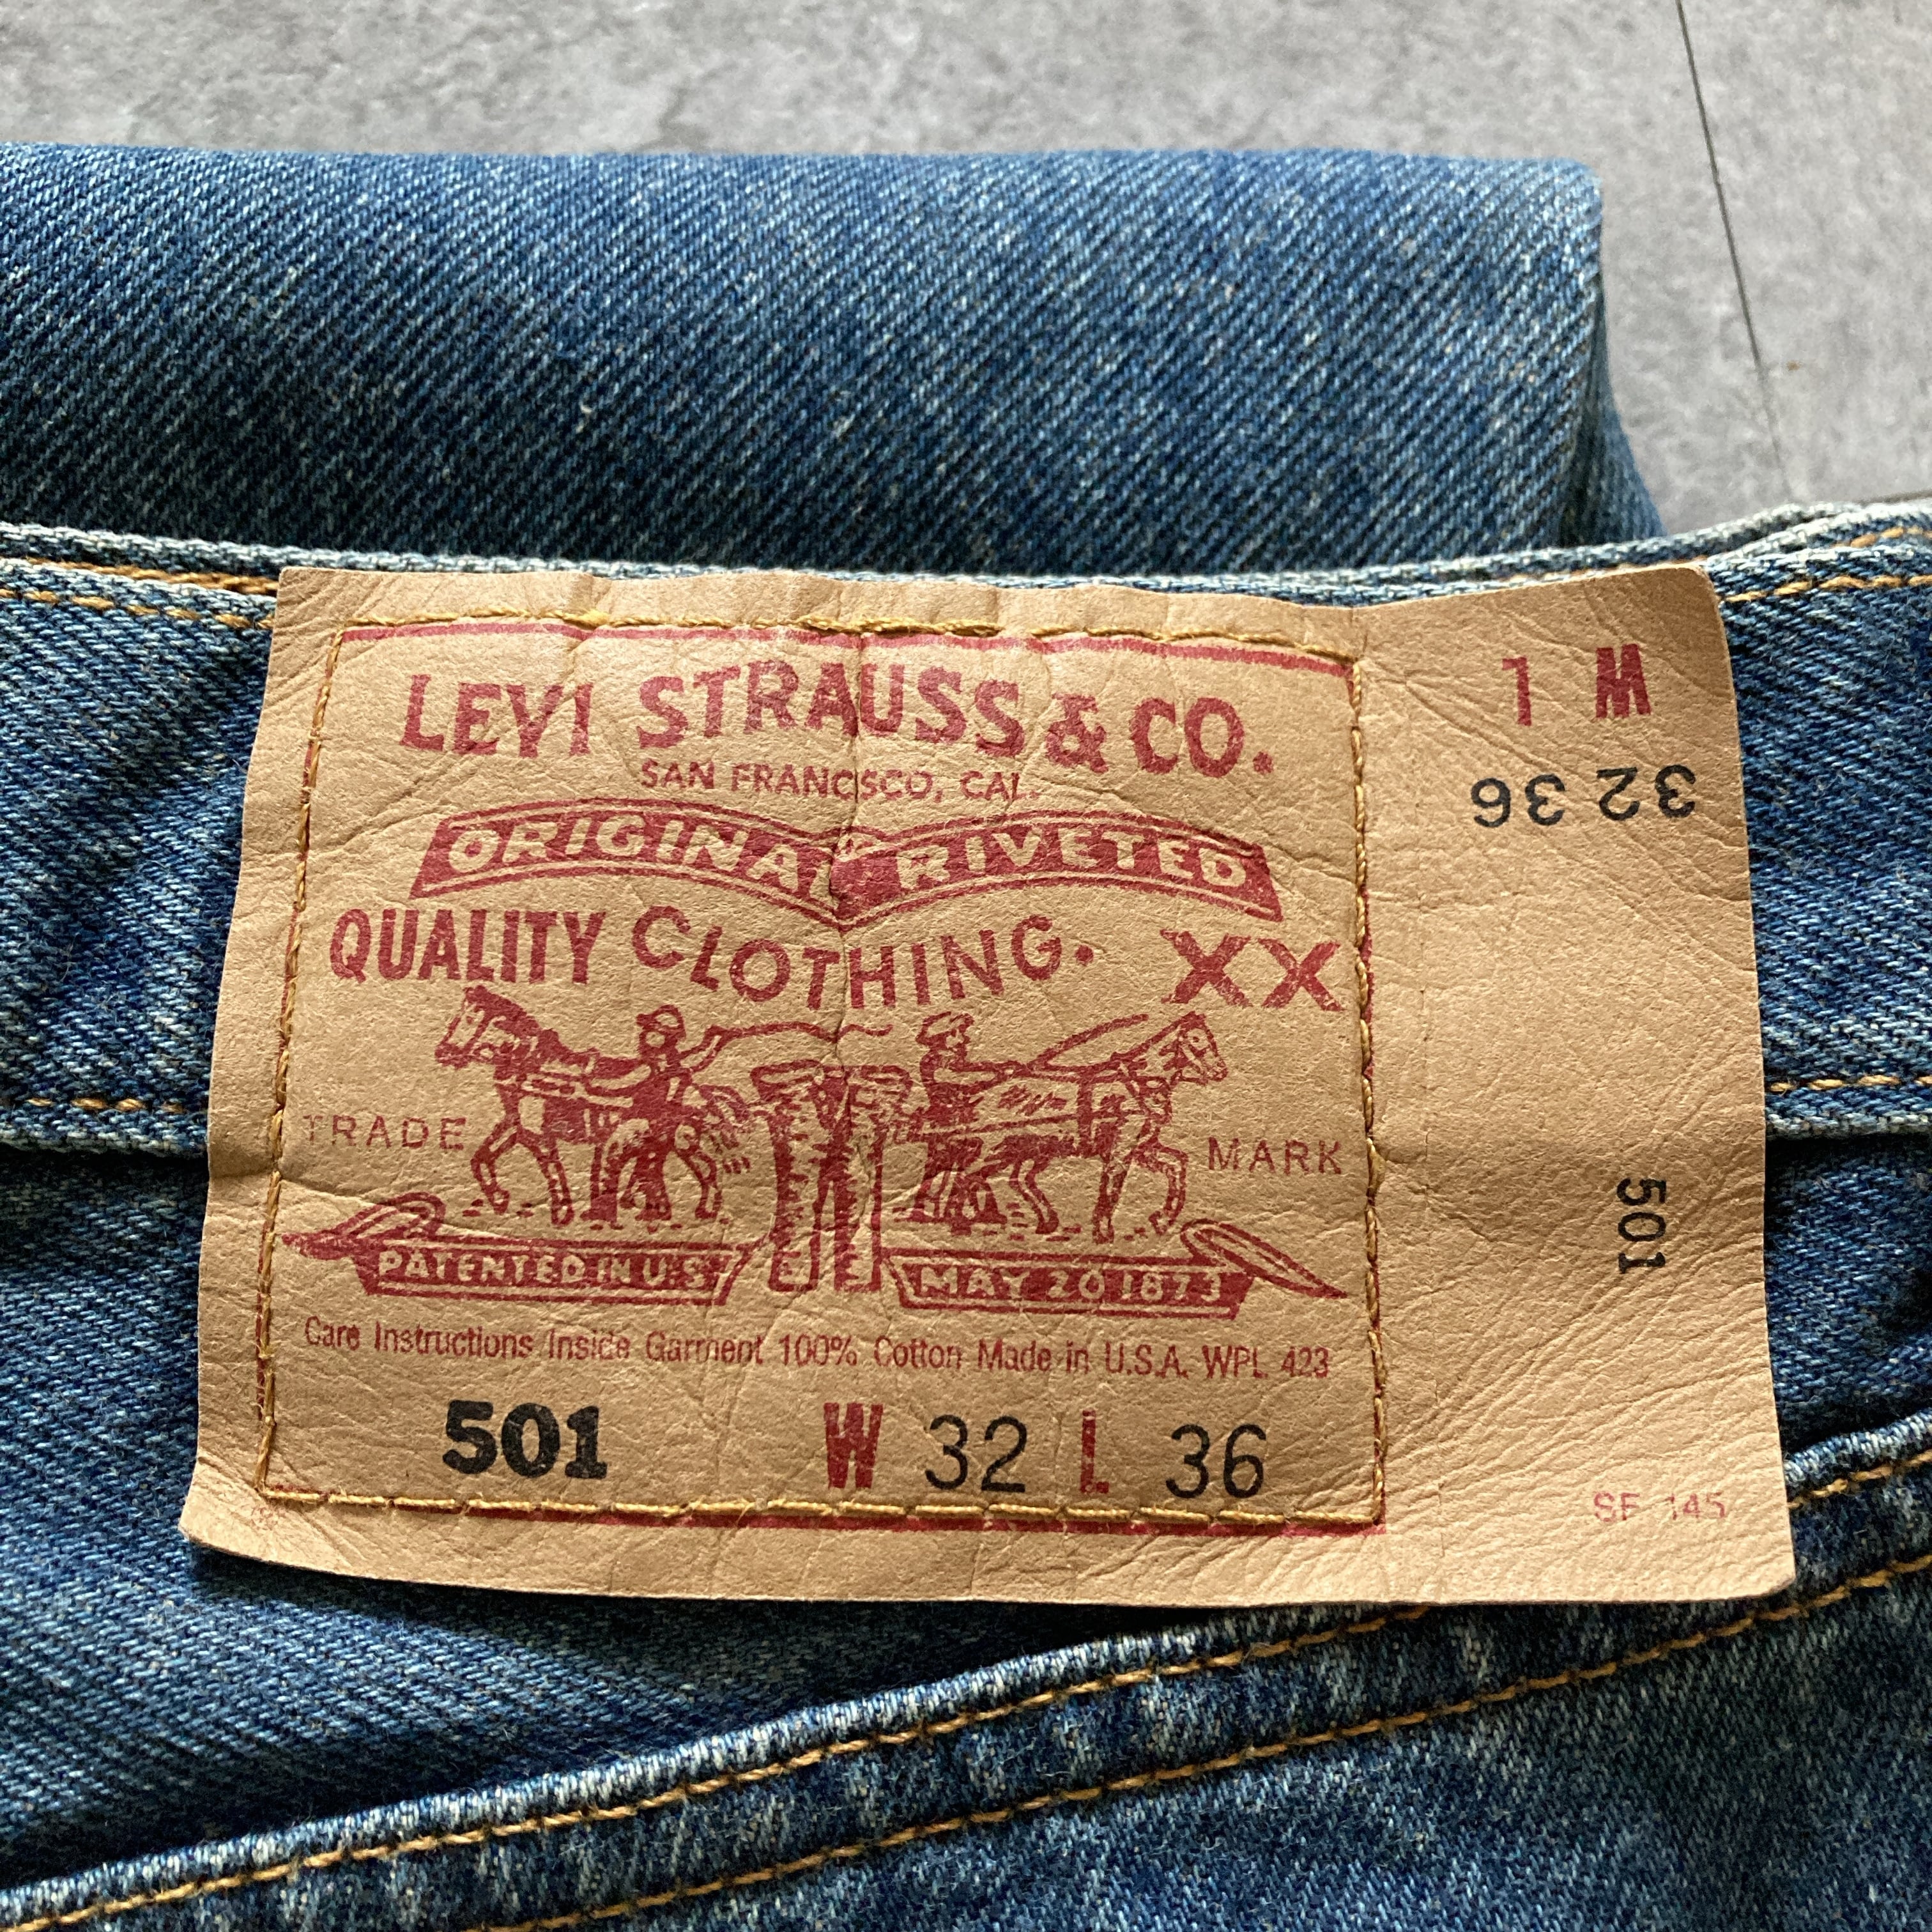 LEVI STRAUSS & CO.
SAN FRANCISCO, CAL.
ORIGINAL RIVETED
QUALITY CLOTHING. XX
TRADE MARK
PATENTED IN U.S. MAY 20 1873
Care Instructions Inside Garment 100% Cotton Made in U.S.A. WPL 423
501 W 32 L 36
W L
32 36
501
SF 145